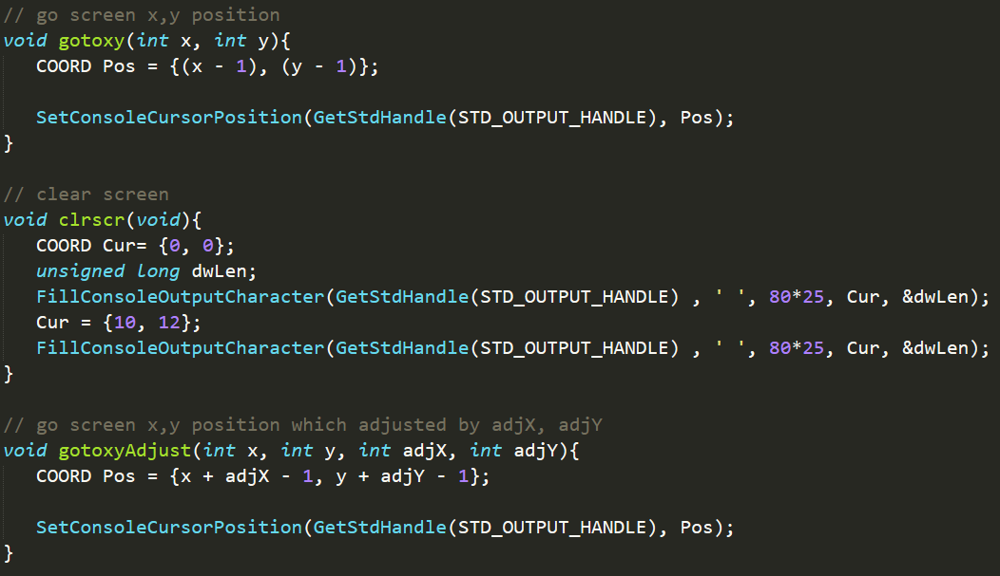 // go screen x,y position
void gotoxy(int x, int y){
   COORD Pos = {(x - 1), (y - 1)};

   SetConsoleCursorPosition(GetStdHandle(STD_OUTPUT_HANDLE), Pos);
}

// clear screen
void clrscr(void){
   COORD Cur= {0, 0};
   unsigned long dwLen;
   FillConsoleOutputCharacter(GetStdHandle(STD_OUTPUT_HANDLE) , ' ', 80*25, Cur, &dwLen);
   Cur = {10, 12};
   FillConsoleOutputCharacter(GetStdHandle(STD_OUTPUT_HANDLE) , ' ', 80*25, Cur, &dwLen);
}

// go screen x,y position which adjusted by adjX, adjY
void gotoxyAdjust(int x, int y, int adjX, int adjY){
   COORD Pos = {x + adjX - 1, y + adjY - 1};

   SetConsoleCursorPosition(GetStdHandle(STD_OUTPUT_HANDLE), Pos);
}